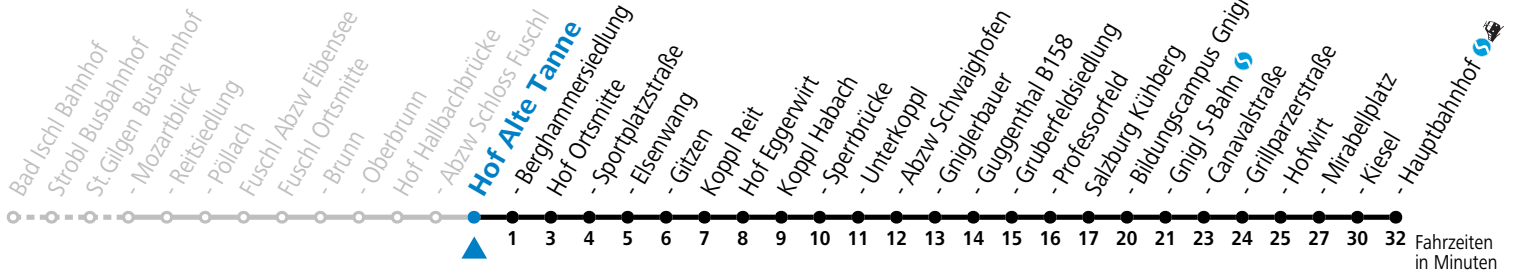 Bad Ischl Bahnhof
Strobl Busbahnhof
St.Gilgen Busbahnhof
- Mozartblick
- Reitsiedlung
- Pöllach
Fuschl Abzw Eibensee
Fuschl Ortsmitte
- Brunn
- Oberbrunn
Hof Hallbachbrücke
- Abzw Schloss Fuschl
Hof Alte Tanne
- Berghammersiedlung
Hof Ortsmitte
- Sportplatzstraße
- Elsenwang
- Gitzen
Koppl Reit
Hof Eggerwirt
Koppl Habach
- Sperrbrücke
- Unterkoppl
- Abzw Schwaighofen
- Gniglerbauer
- Guggenthal B158
- Gruberfeldsiedlung
- Professorfeld
Salzburg Kühberg
- Bildungscampus Gnigl
- Gnigl S-Bahn
- Canavalstraße
- Grillparzerstraße
- Hofwirt
- Mirabellplatz
- Kiesel
- Hauptbahnhof
1 3 4 5 6 7 8 9 10 11 12 13 14 15 16 17 20 21 23 24 25 27 30 32 Fahrzeiten
in Minuten